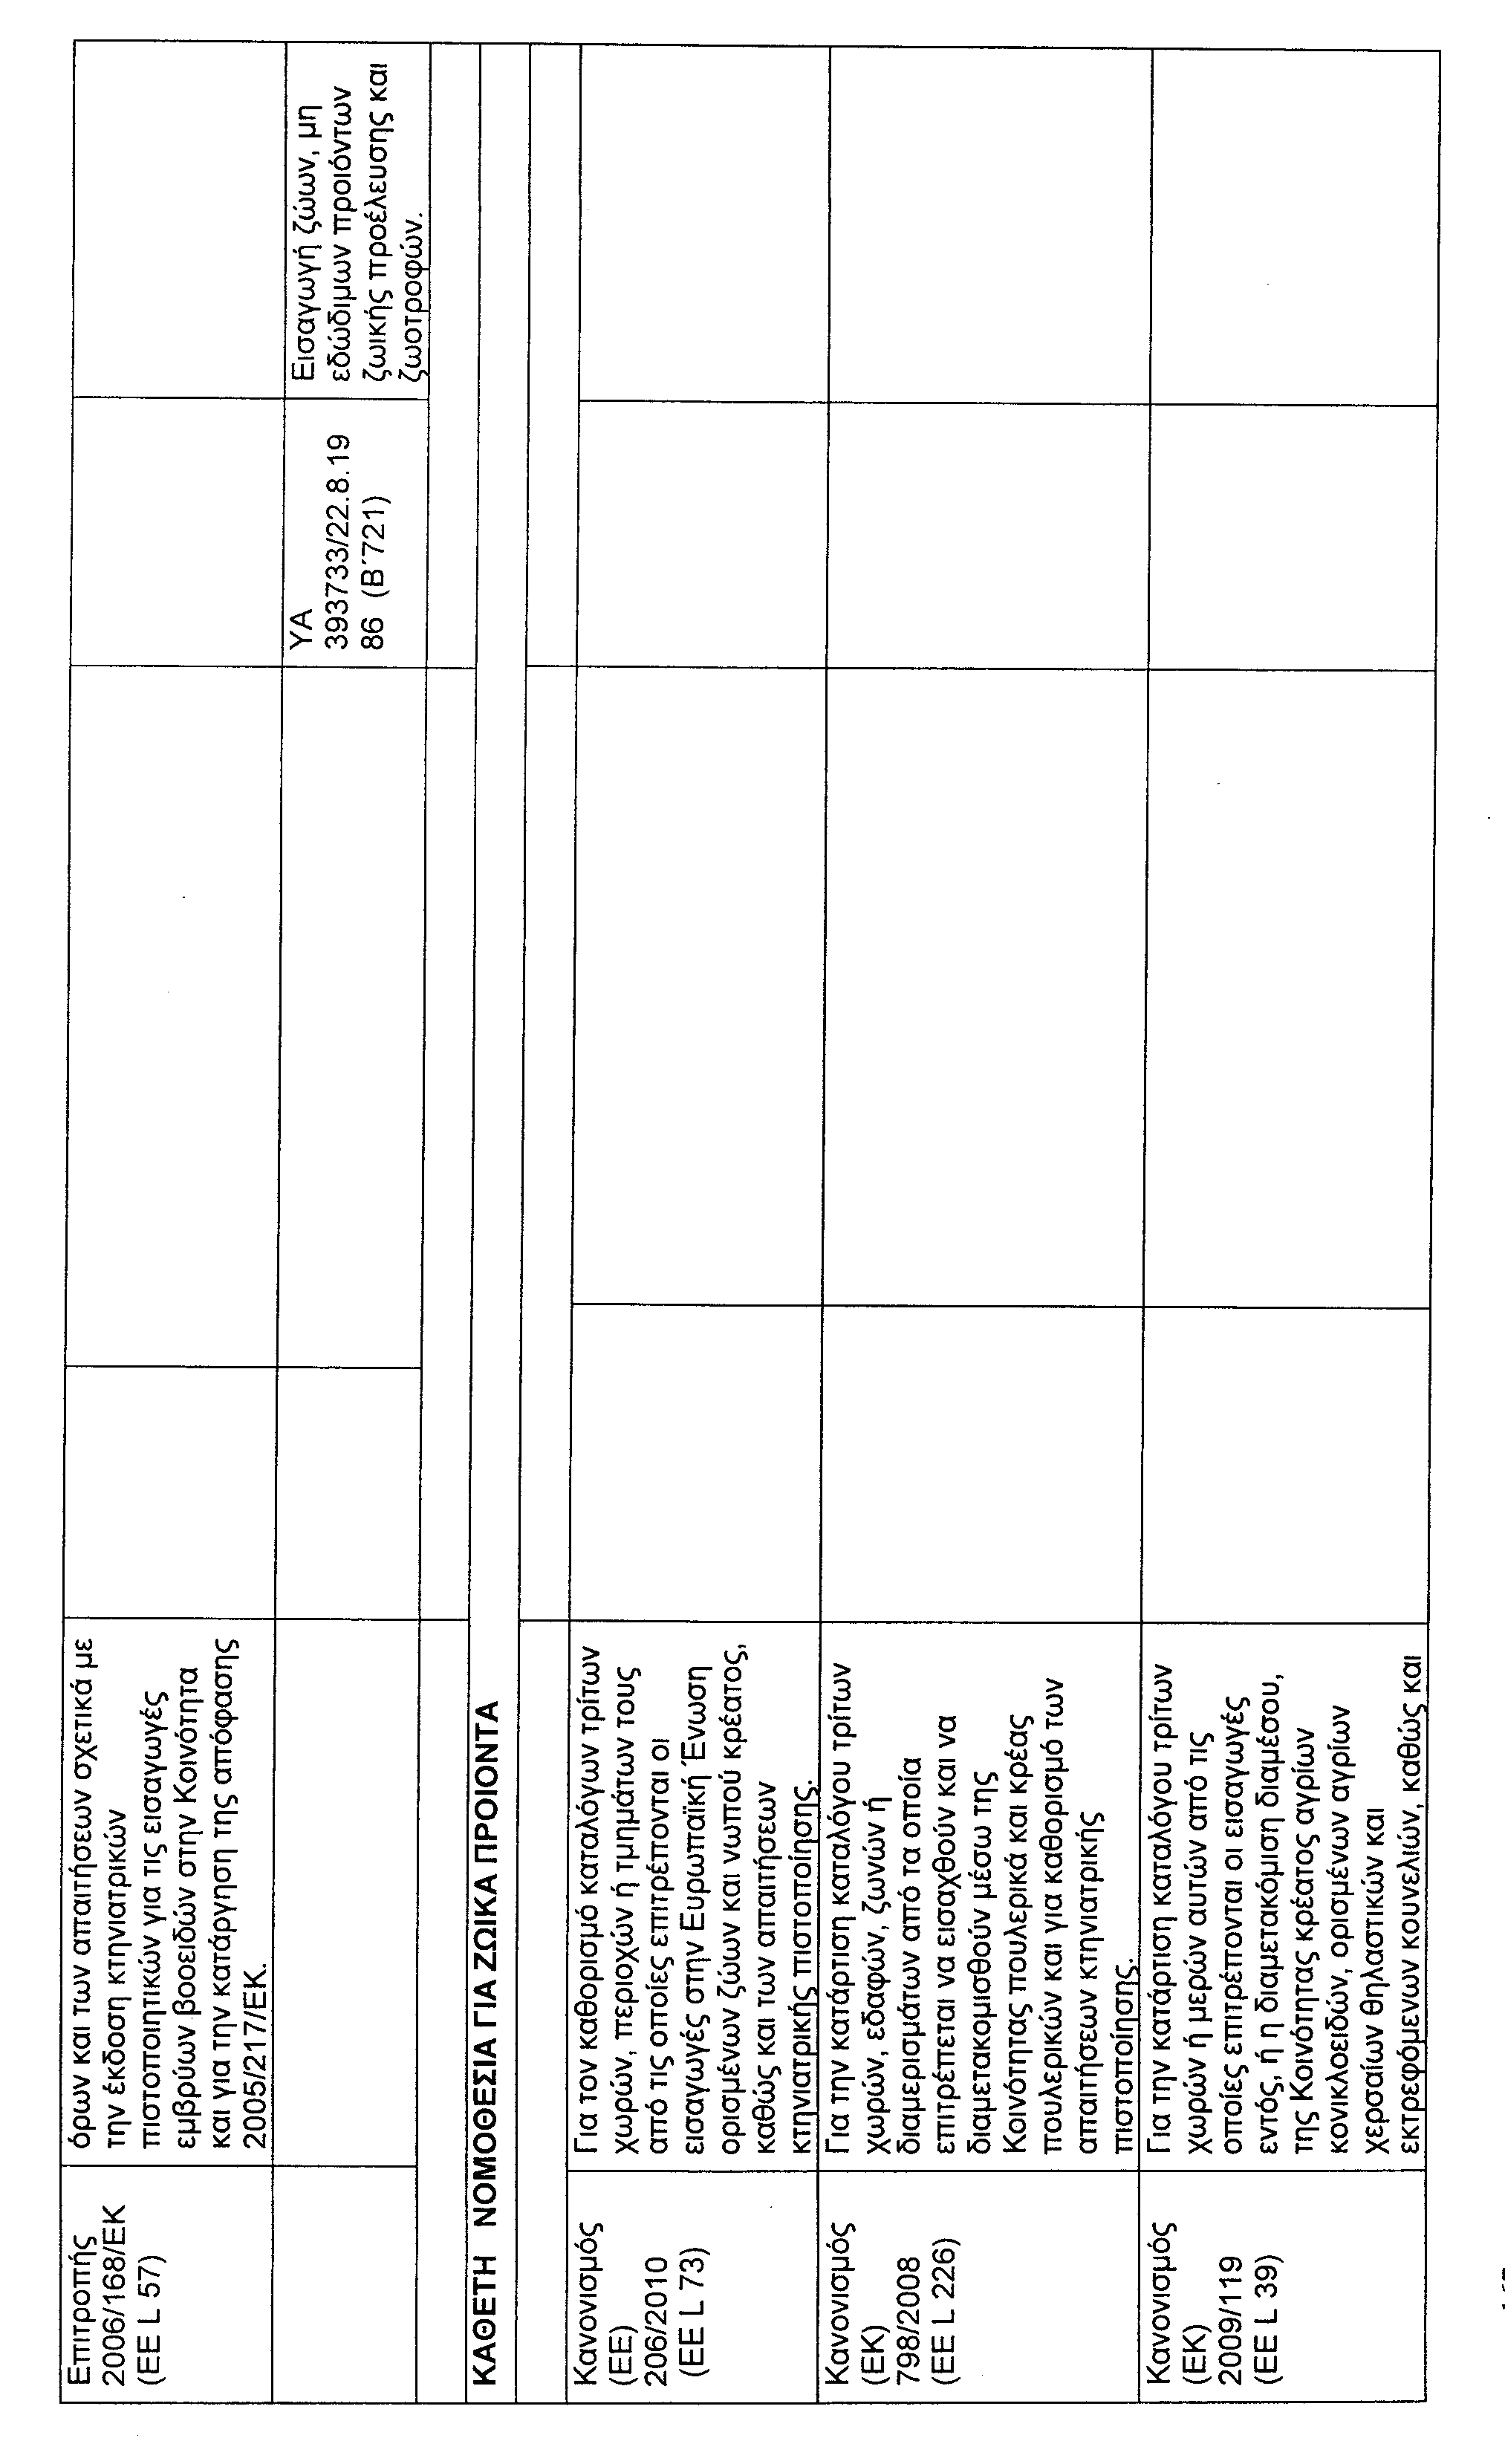 Επιτροπής
2006/168/ΕΚ
(ΕΕ L 57)
όρων και των απαιτήσεων σχετικά με
την έκδοση κτηνιατρικών
πιστοποιητικών για τις εισαγωγές
εμβρύων βοοειδών στην Κοινότητα
και για την κατάργηση της απόφασης
2005/217/ΕΚ.
ΥΑ
393733/22.8.19
86 (Β΄721)
Εισαγωγή ζώων, μη
εδώδιμων προιόντων
ζωικής προέλευσης και
ζωοτροφών.
ΚΑΘΕΤΗ ΝΟΜΟΘΕΣΙΑ ΓΙΑ ΖΩΙΚΑ ΠΡΟΙΟΝΤΑ
Κανονισμός
(ΕΕ)
206/2010
(ΕΕ L 73)
Για τον καθορισμό καταλόγων τρίτων
χωρών, περιοχών ή τμημάτων τους
από τις οποίες επιτρέπονται οι
εισαγωγές στην Ευρωπαϊκή Ένωση
ορισμένων ζώων και νωπού κρέατος,
καθώς και των απαιτήσεων
κτηνιατρικής πιστοποίησης.
Κανονισμός
(ΕΚ)
798/2008
(ΕΕ L 226)
Για την κατάρτιση καταλόγου τρίτων
χωρών, εδαφών, ζωνών ή
διαμερισμάτων από τα οποία
επιτρέπεται να εισαχθούν και να
διαμετακομισθούν μέσω της
Κοινότητας πουλερικά και κρέας
πουλερικών και για καθορισμό των
απαιτήσεων κτηνιατρικής
πιστοποίησης.
Κανονισμός
(ΕΚ)
2009/119
(ΕΕ L 39)
Για την κατάρτιση καταλόγου τρίτων
χωρών ή μερών αυτών από τις
οποίες επιτρέπονται οι εισαγωγές
εντός, ή η διαμετακόμιση διαμέσου,
της Κοινότητας κρέατος αγρίων
κονικλοειδών, ορισμένων αγρίων
χερσαίων θηλαστικών και
εκτρεφόμενων κουνελιών, καθώς και